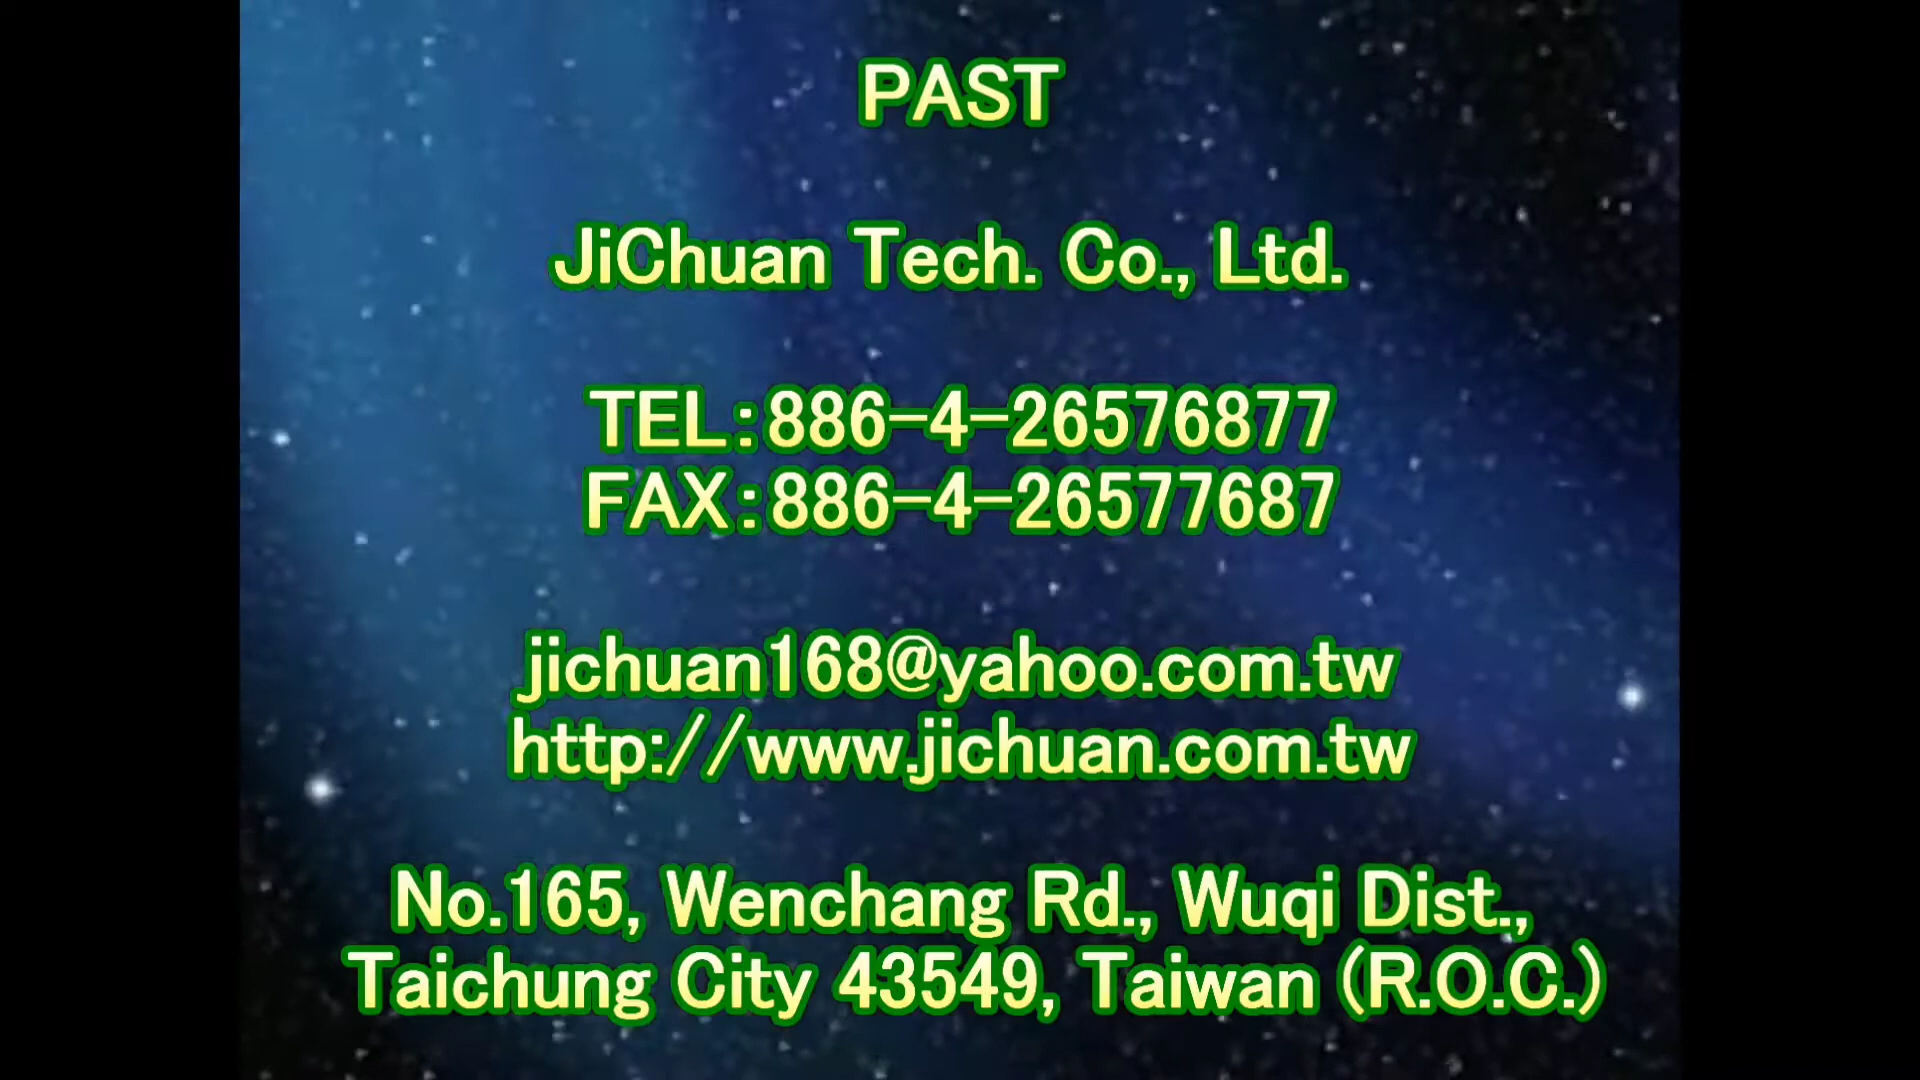 PAST
JiChuan Tech. Co., Ltd.
TEL:886-4-26576877
FAX:886-4-26577687
jichuan168@yahoo.com.tw
http://www.jichuan.com.tw
No.165, Wenchang Rd., Wuqi Dist.,
Taichung City 43549, Taiwan (R.O.C.)